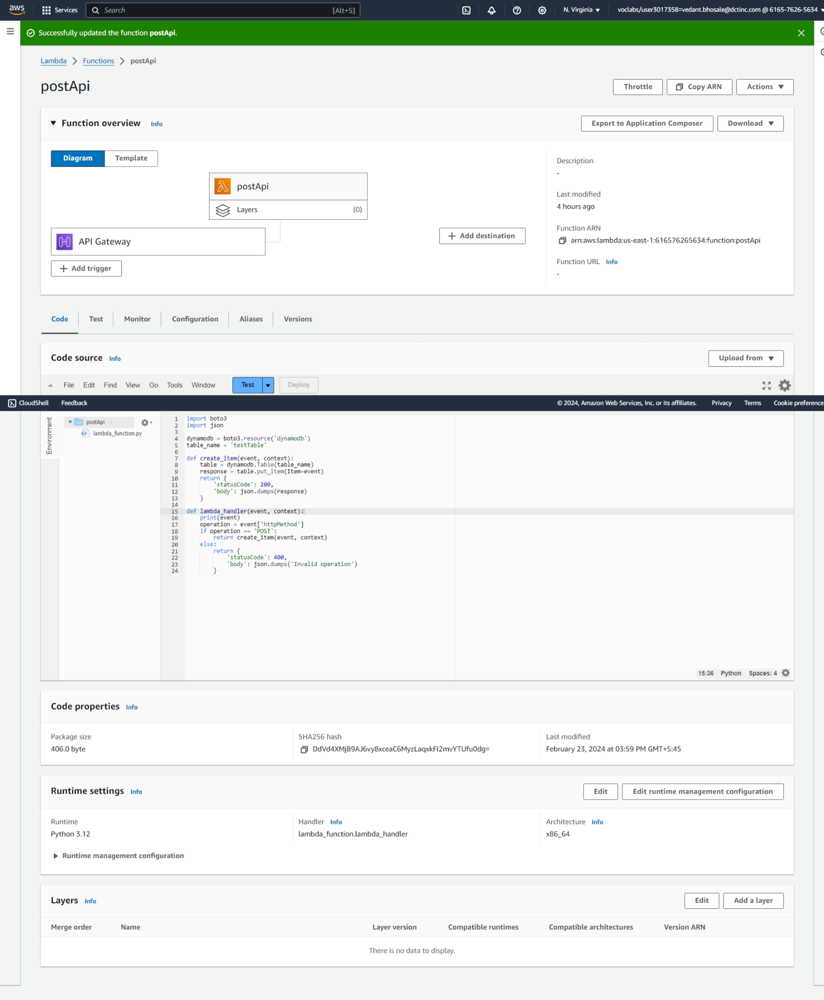 aws Services Search [Alt+S] N. Virginia voclabs/user3017358=vedant.bhosale@dctinc.com @ 6165-7626-5634
Successfully updated the function postApi.
Lambda Functions postApi
postApi Throttle Copy ARN Actions
Function overview Info Export to Application Composer Download
Diagram Template
Description
-
postApi
Layers (0)
Last modified
4 hours ago
API Gateway
Add trigger
Add destination
Function ARN
arn:aws:lambda:us-east-1:616576265634:function:postApi
Function URL Info
-
Code Test Monitor Configuration Aliases Versions
Code source Info Upload from
File Edit Find View Go Tools Window Test Deploy
CloudShell Feedback © 2024, Amazon Web Services, Inc. or its affiliates. Privacy Terms Cookie preference
Environment
postApi /
lambda_function.py
1 import boto3
2 import json
3
4 dynamodb = boto3.resource('dynamodb')
5 table_name = 'testTable'
6
7 def create_item(event, context):
8     table = dynamodb.Table(table_name)
9     response = table.put_item(Item=event)
10     return {
11         'statusCode': 200,
12         'body': json.dumps(response)
13     }
14
15 def lambda_handler(event, context):
16     print(event)
17     operation = event['httpMethod']
18     if operation == 'POST':
19         return create_item(event, context)
20     else:
21         return {
22             'statusCode': 400,
23             'body': json.dumps('Invalid operation')
24         }
15:36 Python Spaces: 4
Code properties Info
Package size
406.0 byte
SHA256 hash
DdVd4XMjB9AJ6vy8xceaC6MyzLaqxkFI2mvYTUfu0dg=
Last modified
February 23, 2024 at 03:59 PM GMT+5:45
Runtime settings Info Edit Edit runtime management configuration
Runtime
Python 3.12
Handler Info
lambda_function.lambda_handler
Architecture Info
x86_64
Runtime management configuration
Layers Info Edit Add a layer
Merge order Name Layer version Compatible runtimes Compatible architectures Version ARN
There is no data to display.